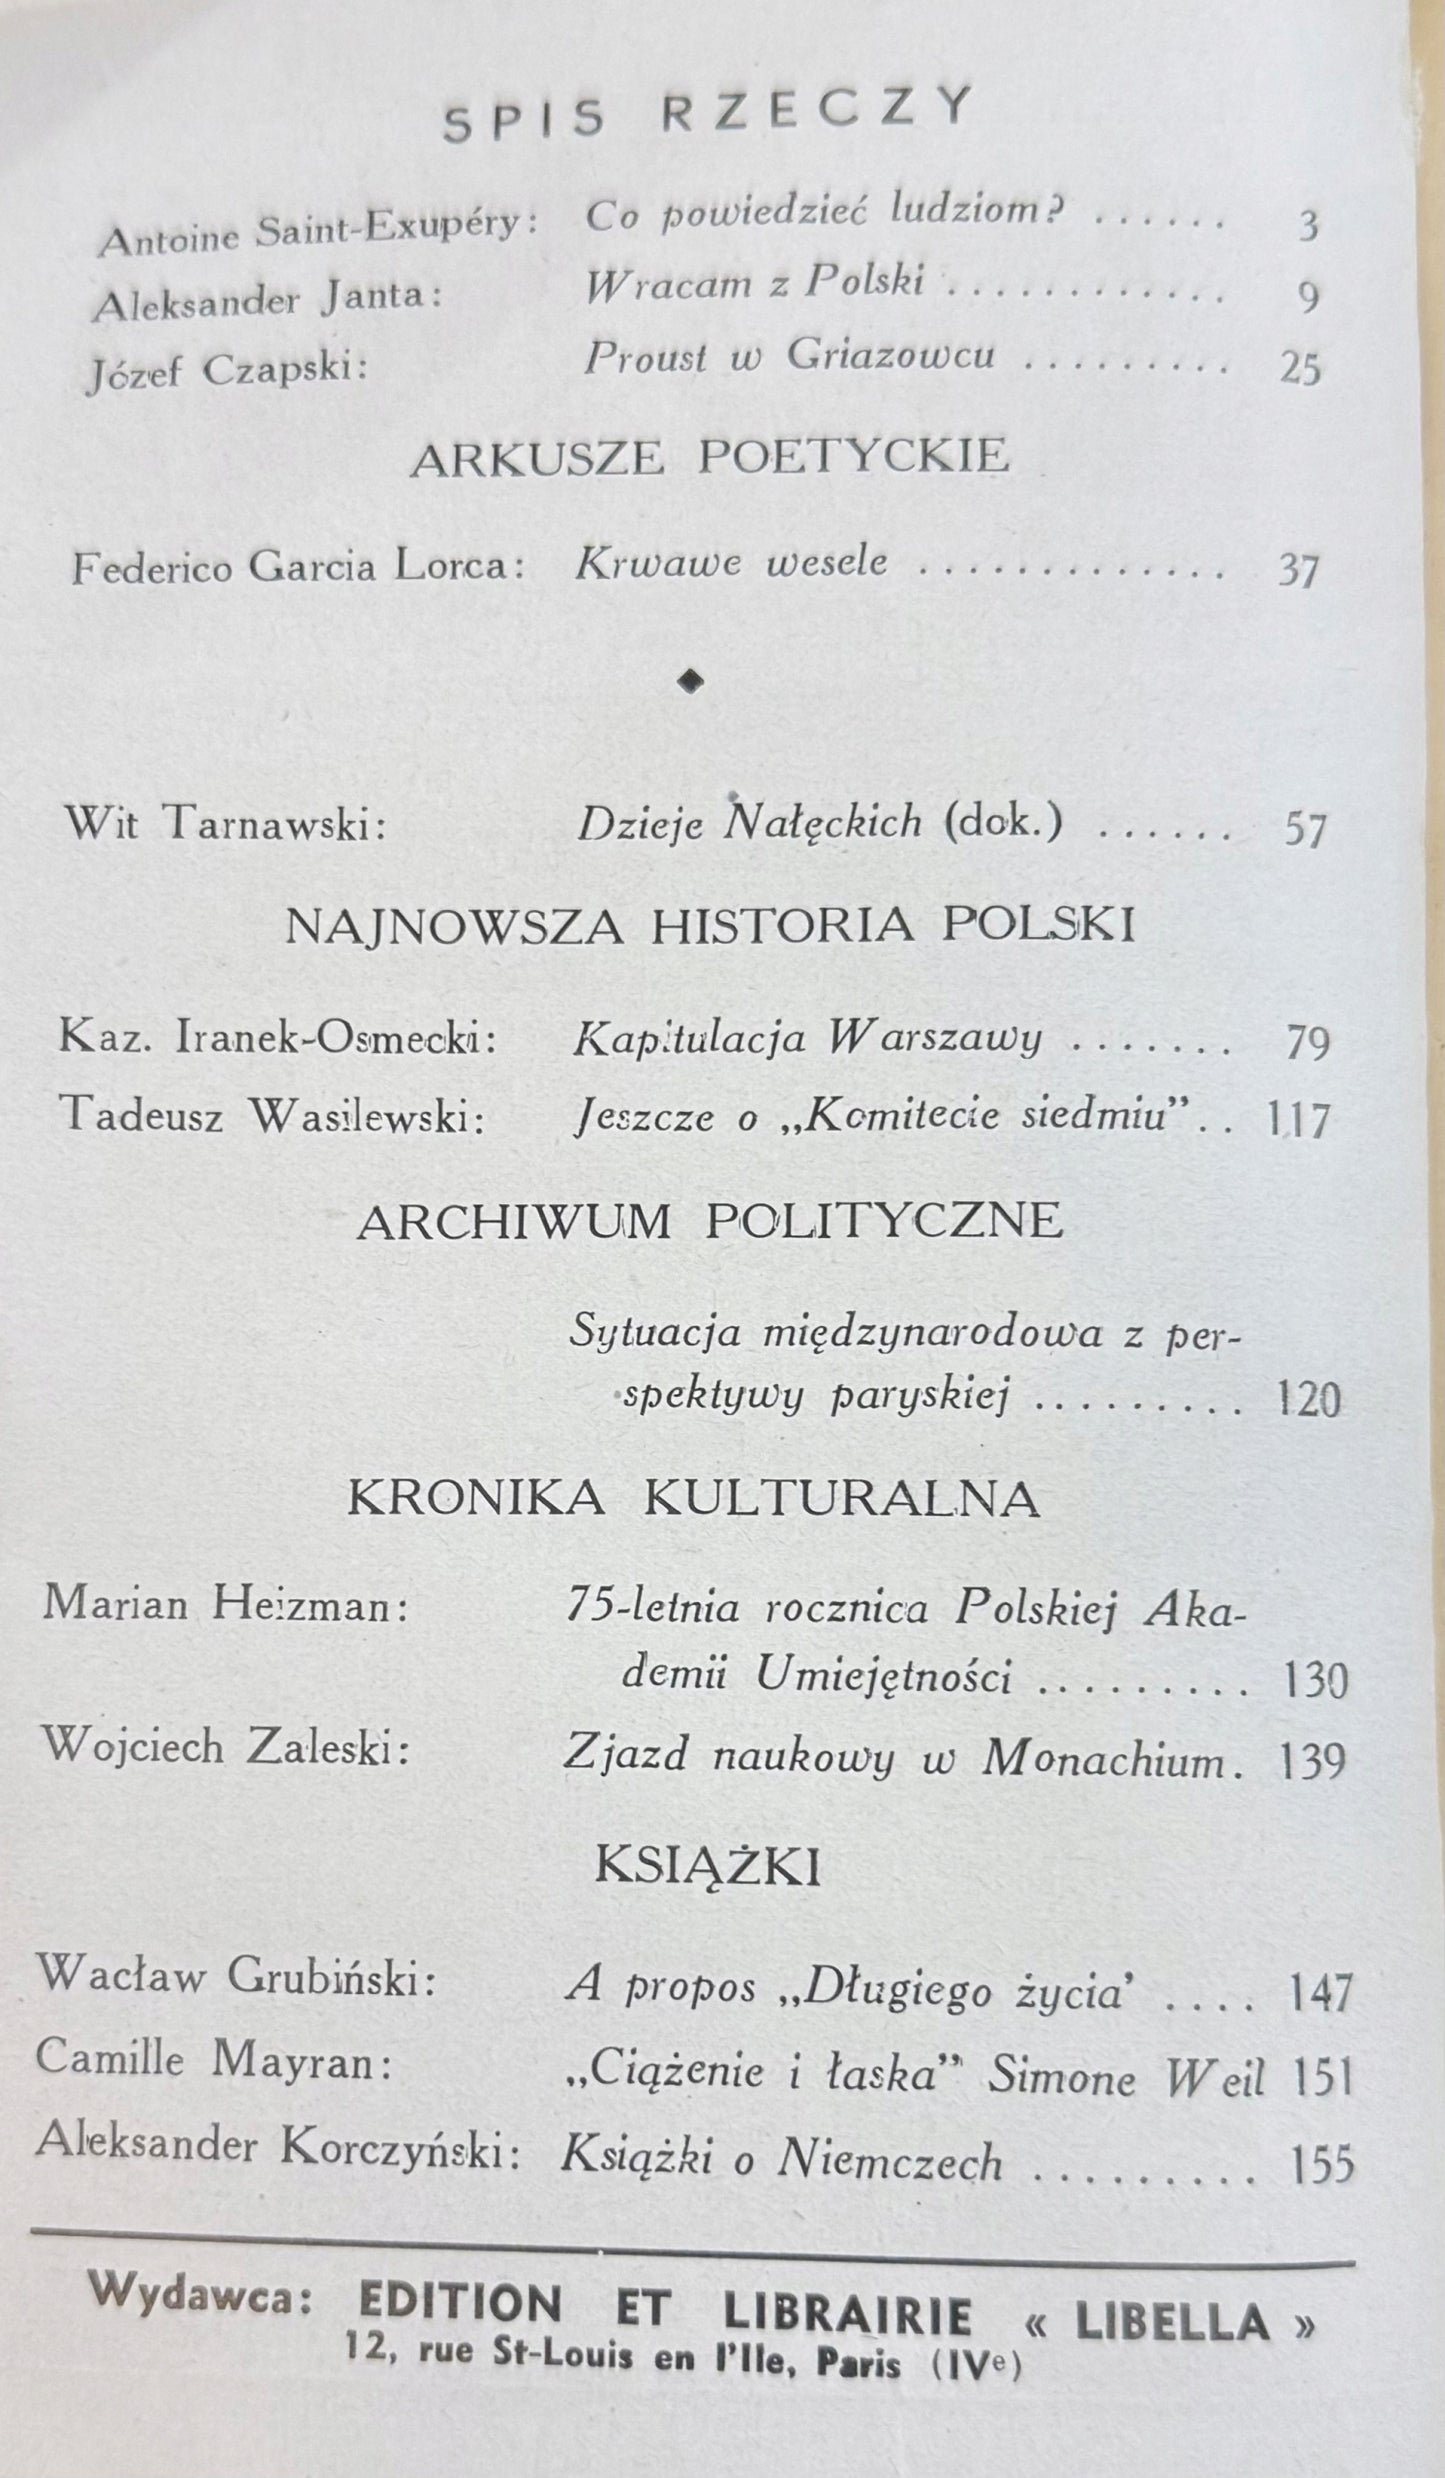 SPIS RZECZY
Antoine Saint-Exupéry: Co powiedzieć ludziom? ...... 3
Aleksander Janta: Wracam z Polski ............ 9
Józef Czapski: Proust w Griazowcu ......... 25
ARKUSZE POETYCKIE
Federico Garcia Lorca: Krwawe wesele ............. 37
◆
Wit Tarnawski: Dzieje Nałęckich (dok.) ...... 57
NAJNOWSZA HISTORIA POLSKI
Kaz. Iranek-Osmecki: Kapitulacja Warszawy ....... 79
Tadeusz Wasilewski: Jeszcze o „Komitecie siedmiu” .. 117
ARCHIWUM POLITYCZNE
Sytuacja międzynarodowa z per-
spektywy paryskiej ......... 120
KRONIKA KULTURALNA
Marian Heizman: 75-letnia rocznica Polskiej Aka-
demii Umiejętności ......... 130
Wojciech Zaleski: Zjazd naukowy w Monachium . 139
KSIĄŻKI
Wacław Grubiński: A propos „Długiego życia’ .... 147
Camille Mayran: „Ciążenie i łaska” Simone Weil 151
Aleksander Korczyński: Książki o Niemczech .......... 155
Wydawca: EDITION ET LIBRAIRIE « LIBELLA »
12, rue St-Louis en l'Ile, Paris (IVe)